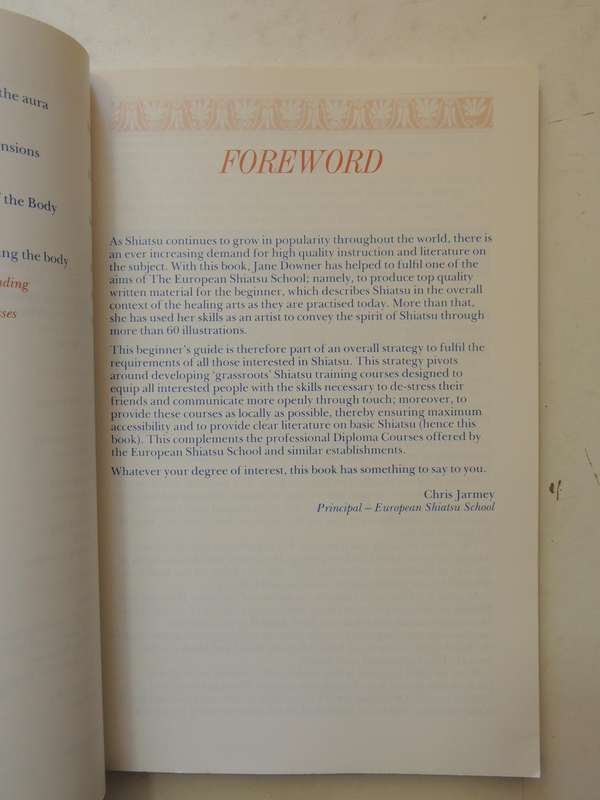 the aura
nsions
f the Body
ing the body
nding
sses
FOREWORD
As Shiatsu continues to grow in popularity throughout the world, there is
an ever increasing demand for high quality instruction and literature on
the subject. With this book, Jane Downer has helped to fulfil one of the
aims of The European Shiatsu School; namely, to produce top quality
written material for the beginner, which describes Shiatsu in the overall
context of the healing arts as they are practised today. More than that,
she has used her skills as an artist to convey the spirit of Shiatsu through
more than 60 illustrations.
This beginner's guide is therefore part of an overall strategy to fulfil the
requirements of all those interested in Shiatsu. This strategy pivots
around developing 'grassroots' Shiatsu training courses designed to
equip all interested people with the skills necessary to de-stress their
friends and communicate more openly through touch; moreover, to
provide these courses as locally as possible, thereby ensuring maximum
accessibility and to provide clear literature on basic Shiatsu (hence this
book). This complements the professional Diploma Courses offered by
the European Shiatsu School and similar establishments.
Whatever your degree of interest, this book has something to say to you.
Chris Jarmey
Principal – European Shiatsu School